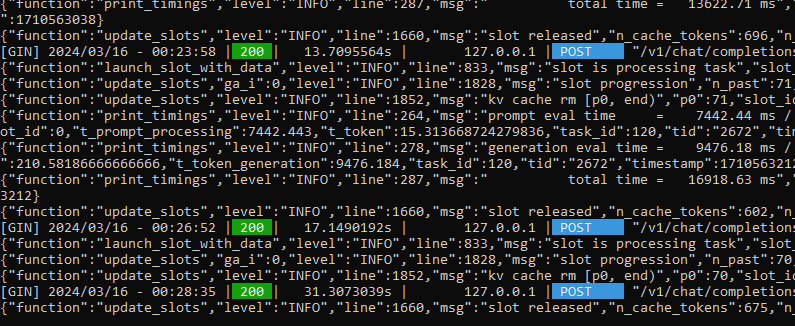 {"function":"print_timings","level":"INFO","line":287,"msg":" total time = 13622.71 ms",
":1710563038}
{"function":"update_slots","level":"INFO","line":1660,"msg":"slot released","n_cache_tokens":696,"n_
[GIN] 2024/03/16 - 00:23:58 | 200 | 13.7095564s | 127.0.0.1 | POST "/v1/chat/completions
{"function":"launch_slot_with_data","level":"INFO","line":833,"msg":"slot is processing task","slot_
{"function":"update_slots","ga_i":0,"level":"INFO","line":1828,"msg":"slot progression","n_past":71,
{"function":"update_slots","level":"INFO","line":1852,"msg":"kv cache rm [p0, end)","p0":71,"slot_id
{"function":"print_timings","level":"INFO","line":264,"msg":"prompt eval time = 7442.44 ms /
ot_id":0,"t_prompt_processing":7442.443,"t_token":15.313668724279836,"task_id":120,"tid":"2672","tim
{"function":"print_timings","level":"INFO","line":278,"msg":"generation eval time = 9476.18 ms /
":210.58186666666666,"t_token_generation":9476.184,"task_id":120,"tid":"2672","timestamp":1710563212
{"function":"print_timings","level":"INFO","line":287,"msg":" total time = 16918.63 ms",
3212}
{"function":"update_slots","level":"INFO","line":1660,"msg":"slot released","n_cache_tokens":602,"n_
[GIN] 2024/03/16 - 00:26:52 | 200 | 17.1490192s | 127.0.0.1 | POST "/v1/chat/completions
{"function":"launch_slot_with_data","level":"INFO","line":833,"msg":"slot is processing task","slot_
{"function":"update_slots","ga_i":0,"level":"INFO","line":1828,"msg":"slot progression","n_past":70,
{"function":"update_slots","level":"INFO","line":1852,"msg":"kv cache rm [p0, end)","p0":70,"slot_id
[GIN] 2024/03/16 - 00:28:35 | 200 | 31.3073039s | 127.0.0.1 | POST "/v1/chat/completions
{"function":"update_slots","level":"INFO","line":1660,"msg":"slot released","n_cache_tokens":675,"n_